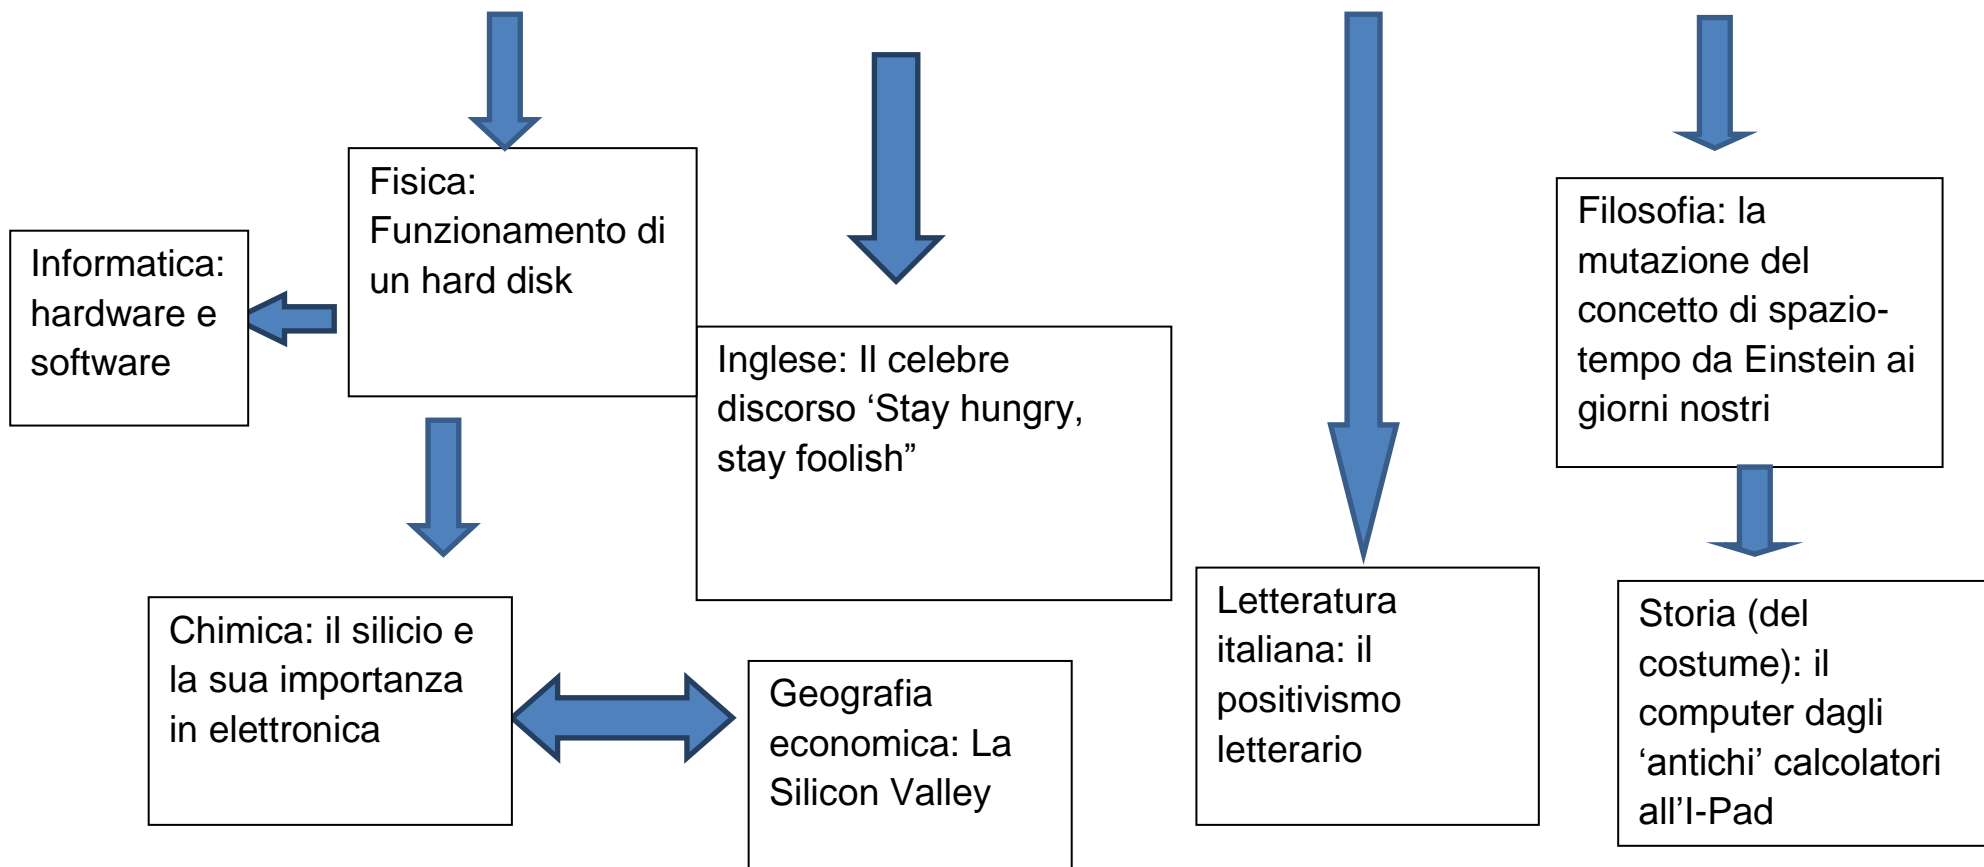 Fisica:
Funzionamento di
un hard disk
Informatica:
hardware e
software
Inglese: Il celebre
discorso ‘Stay hungry,
stay foolish”
Filosofia: la
mutazione del
concetto di spazio-
tempo da Einstein ai
giorni nostri
Chimica: il silicio e
la sua importanza
in elettronica
Geografia
economica: La
Silicon Valley
Letteratura
italiana: il
positivismo
letterario
Storia (del
costume): il
computer dagli
‘antichi’ calcolatori
all’I-Pad